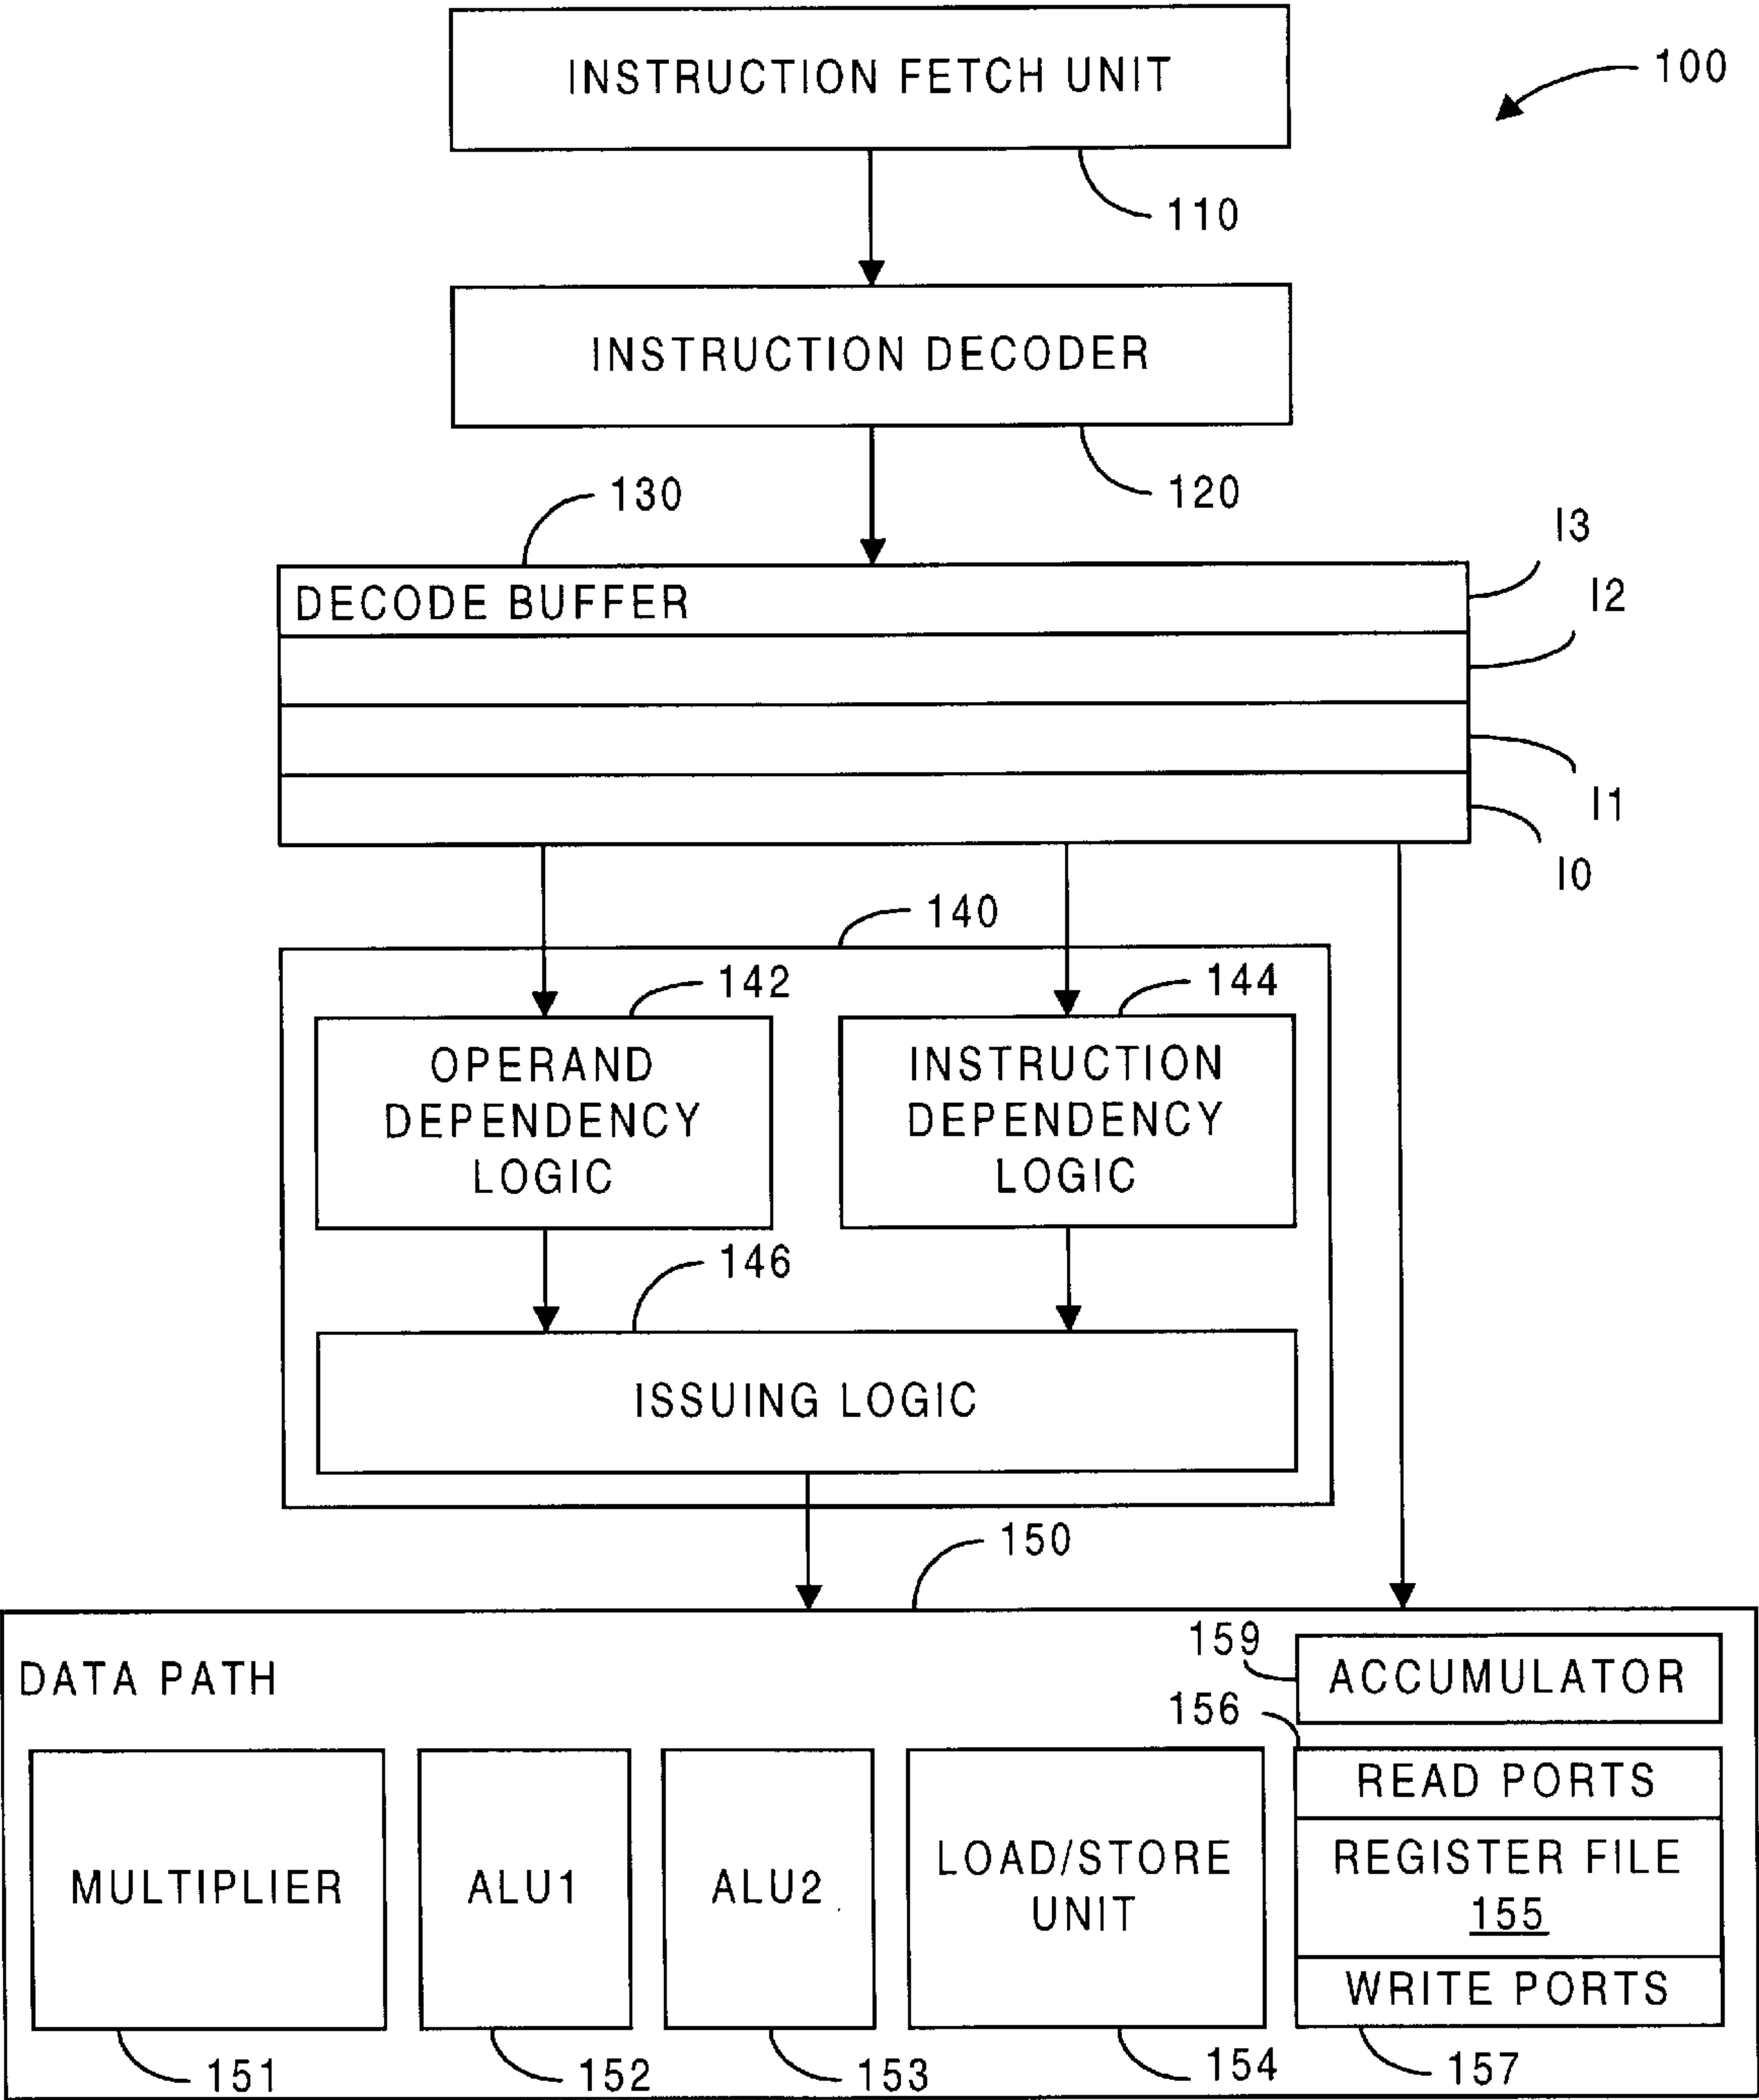 INSTRUCTION FETCH UNIT
100
110
INSTRUCTION DECODER
120
130
I3
DECODE BUFFER
I2
I1
I0
140
142
144
OPERAND
DEPENDENCY
LOGIC
INSTRUCTION
DEPENDENCY
LOGIC
146
ISSUING LOGIC
150
DATA PATH
159
ACCUMULATOR
156
READ PORTS
MULTIPLIER
ALU1
ALU2
LOAD/STORE
UNIT
REGISTER FILE
155
WRITE PORTS
151
152
153
154
157